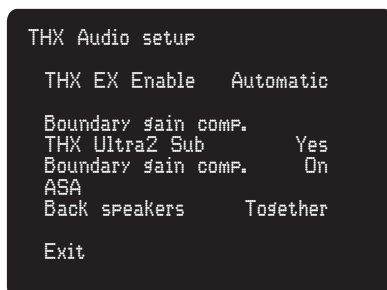 THX Audio setup
THX EX Enable Automatic
Boundary gain comp.
THX Ultra2 Sub Yes
Boundary gain comp. On
ASA
Back speakers Together
Exit